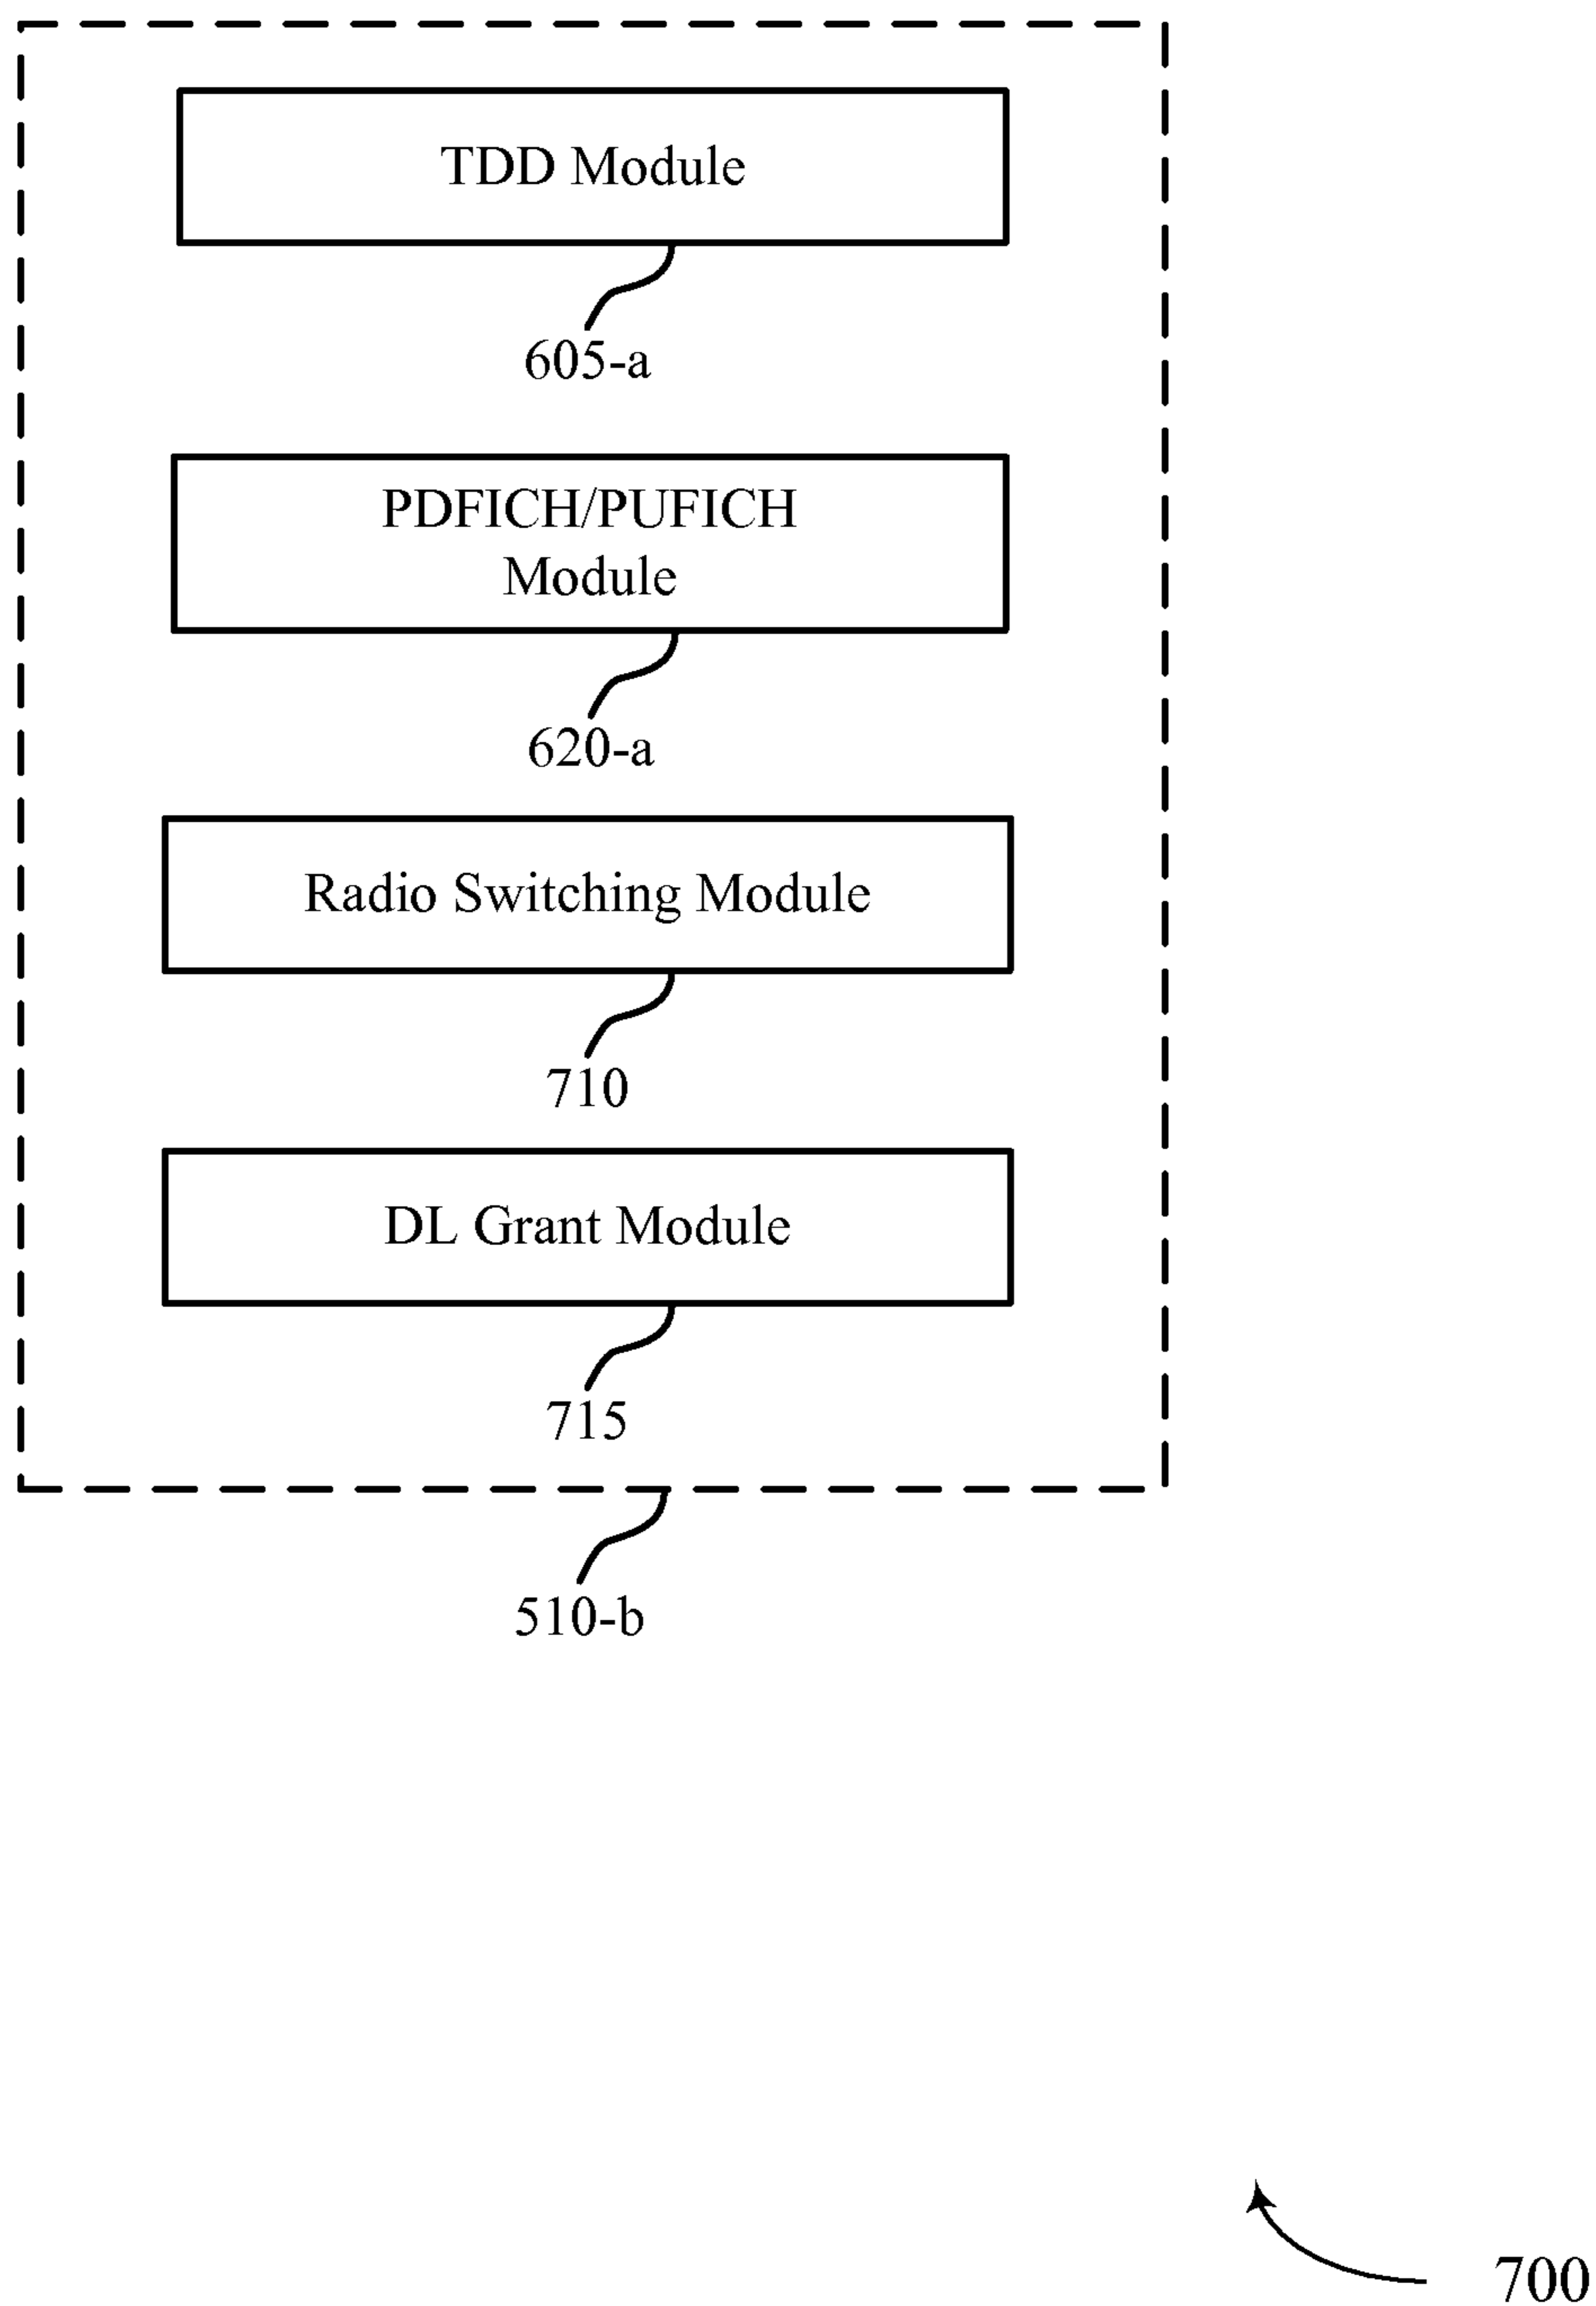 TDD Module
605-a
PDFICH/PUFICH
Module
620-a
Radio Switching Module
710
DL Grant Module
715
510-b
700